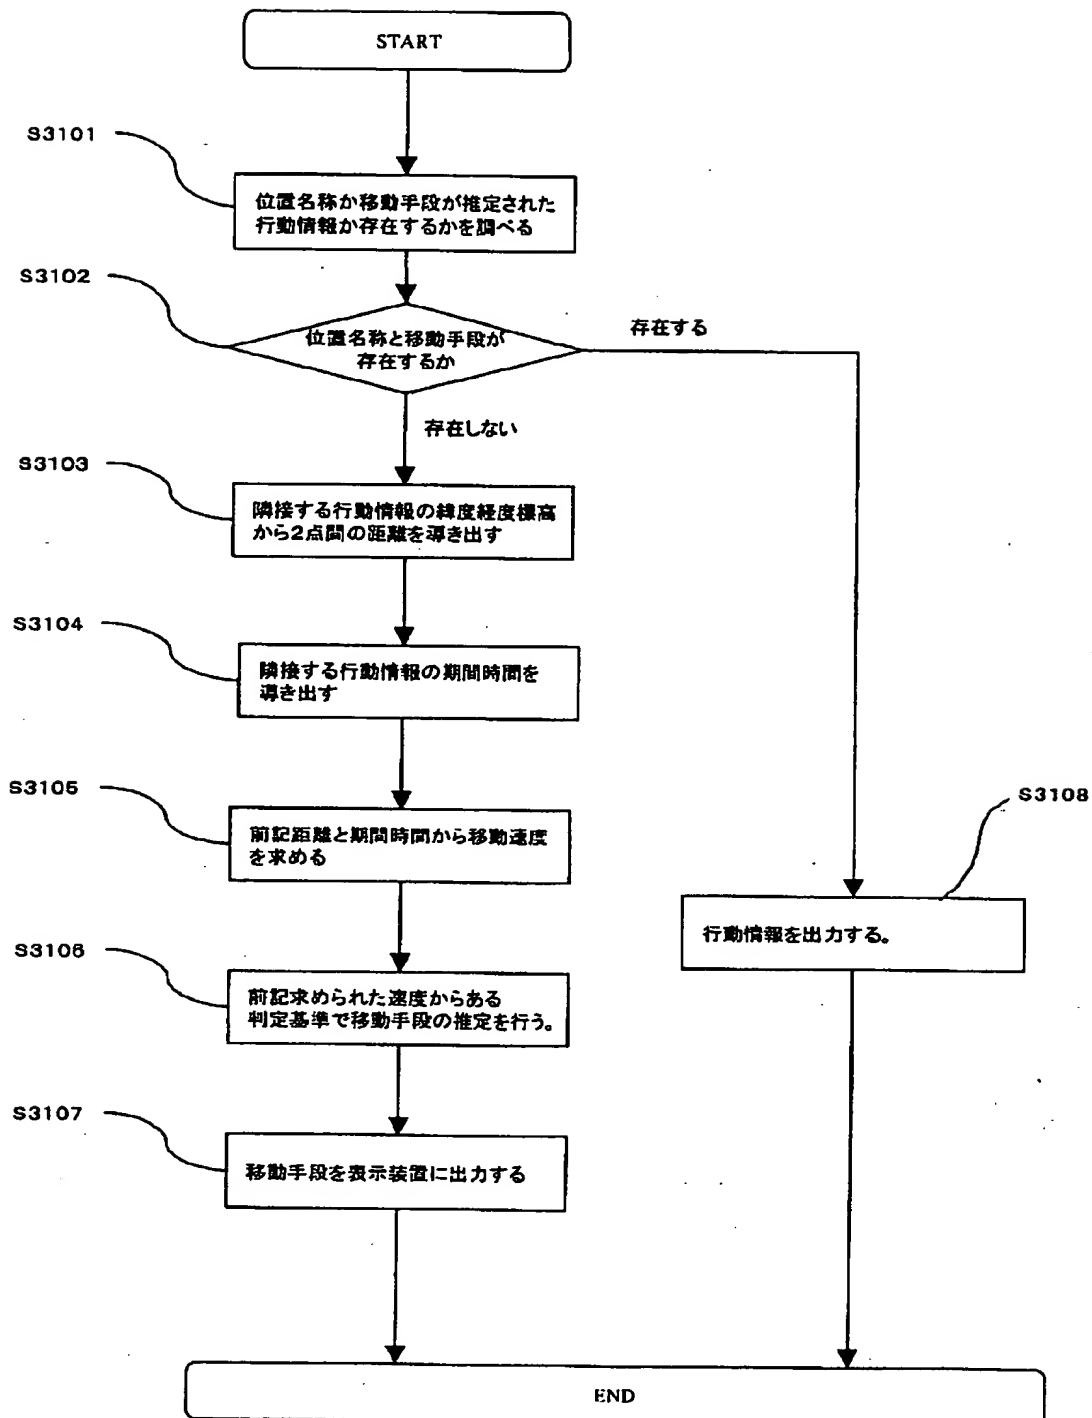 START
S3101
位置名称か移動手段が推定された
行動情報か存在するかを調べる
S3102
位置名称と移動手段が
存在するか
存在する
存在しない
S3103
隣接する行動情報の緯度経度標高
から2点間の距離を導き出す
S3104
隣接する行動情報の期間時間を
導き出す
S3105
前記距離と期間時間から移動速度
を求める
S3108
行動情報を出力する。
S3106
前記求められた速度からある
判定基準で移動手段の推定を行う。
S3107
移動手段を表示装置に出力する
END